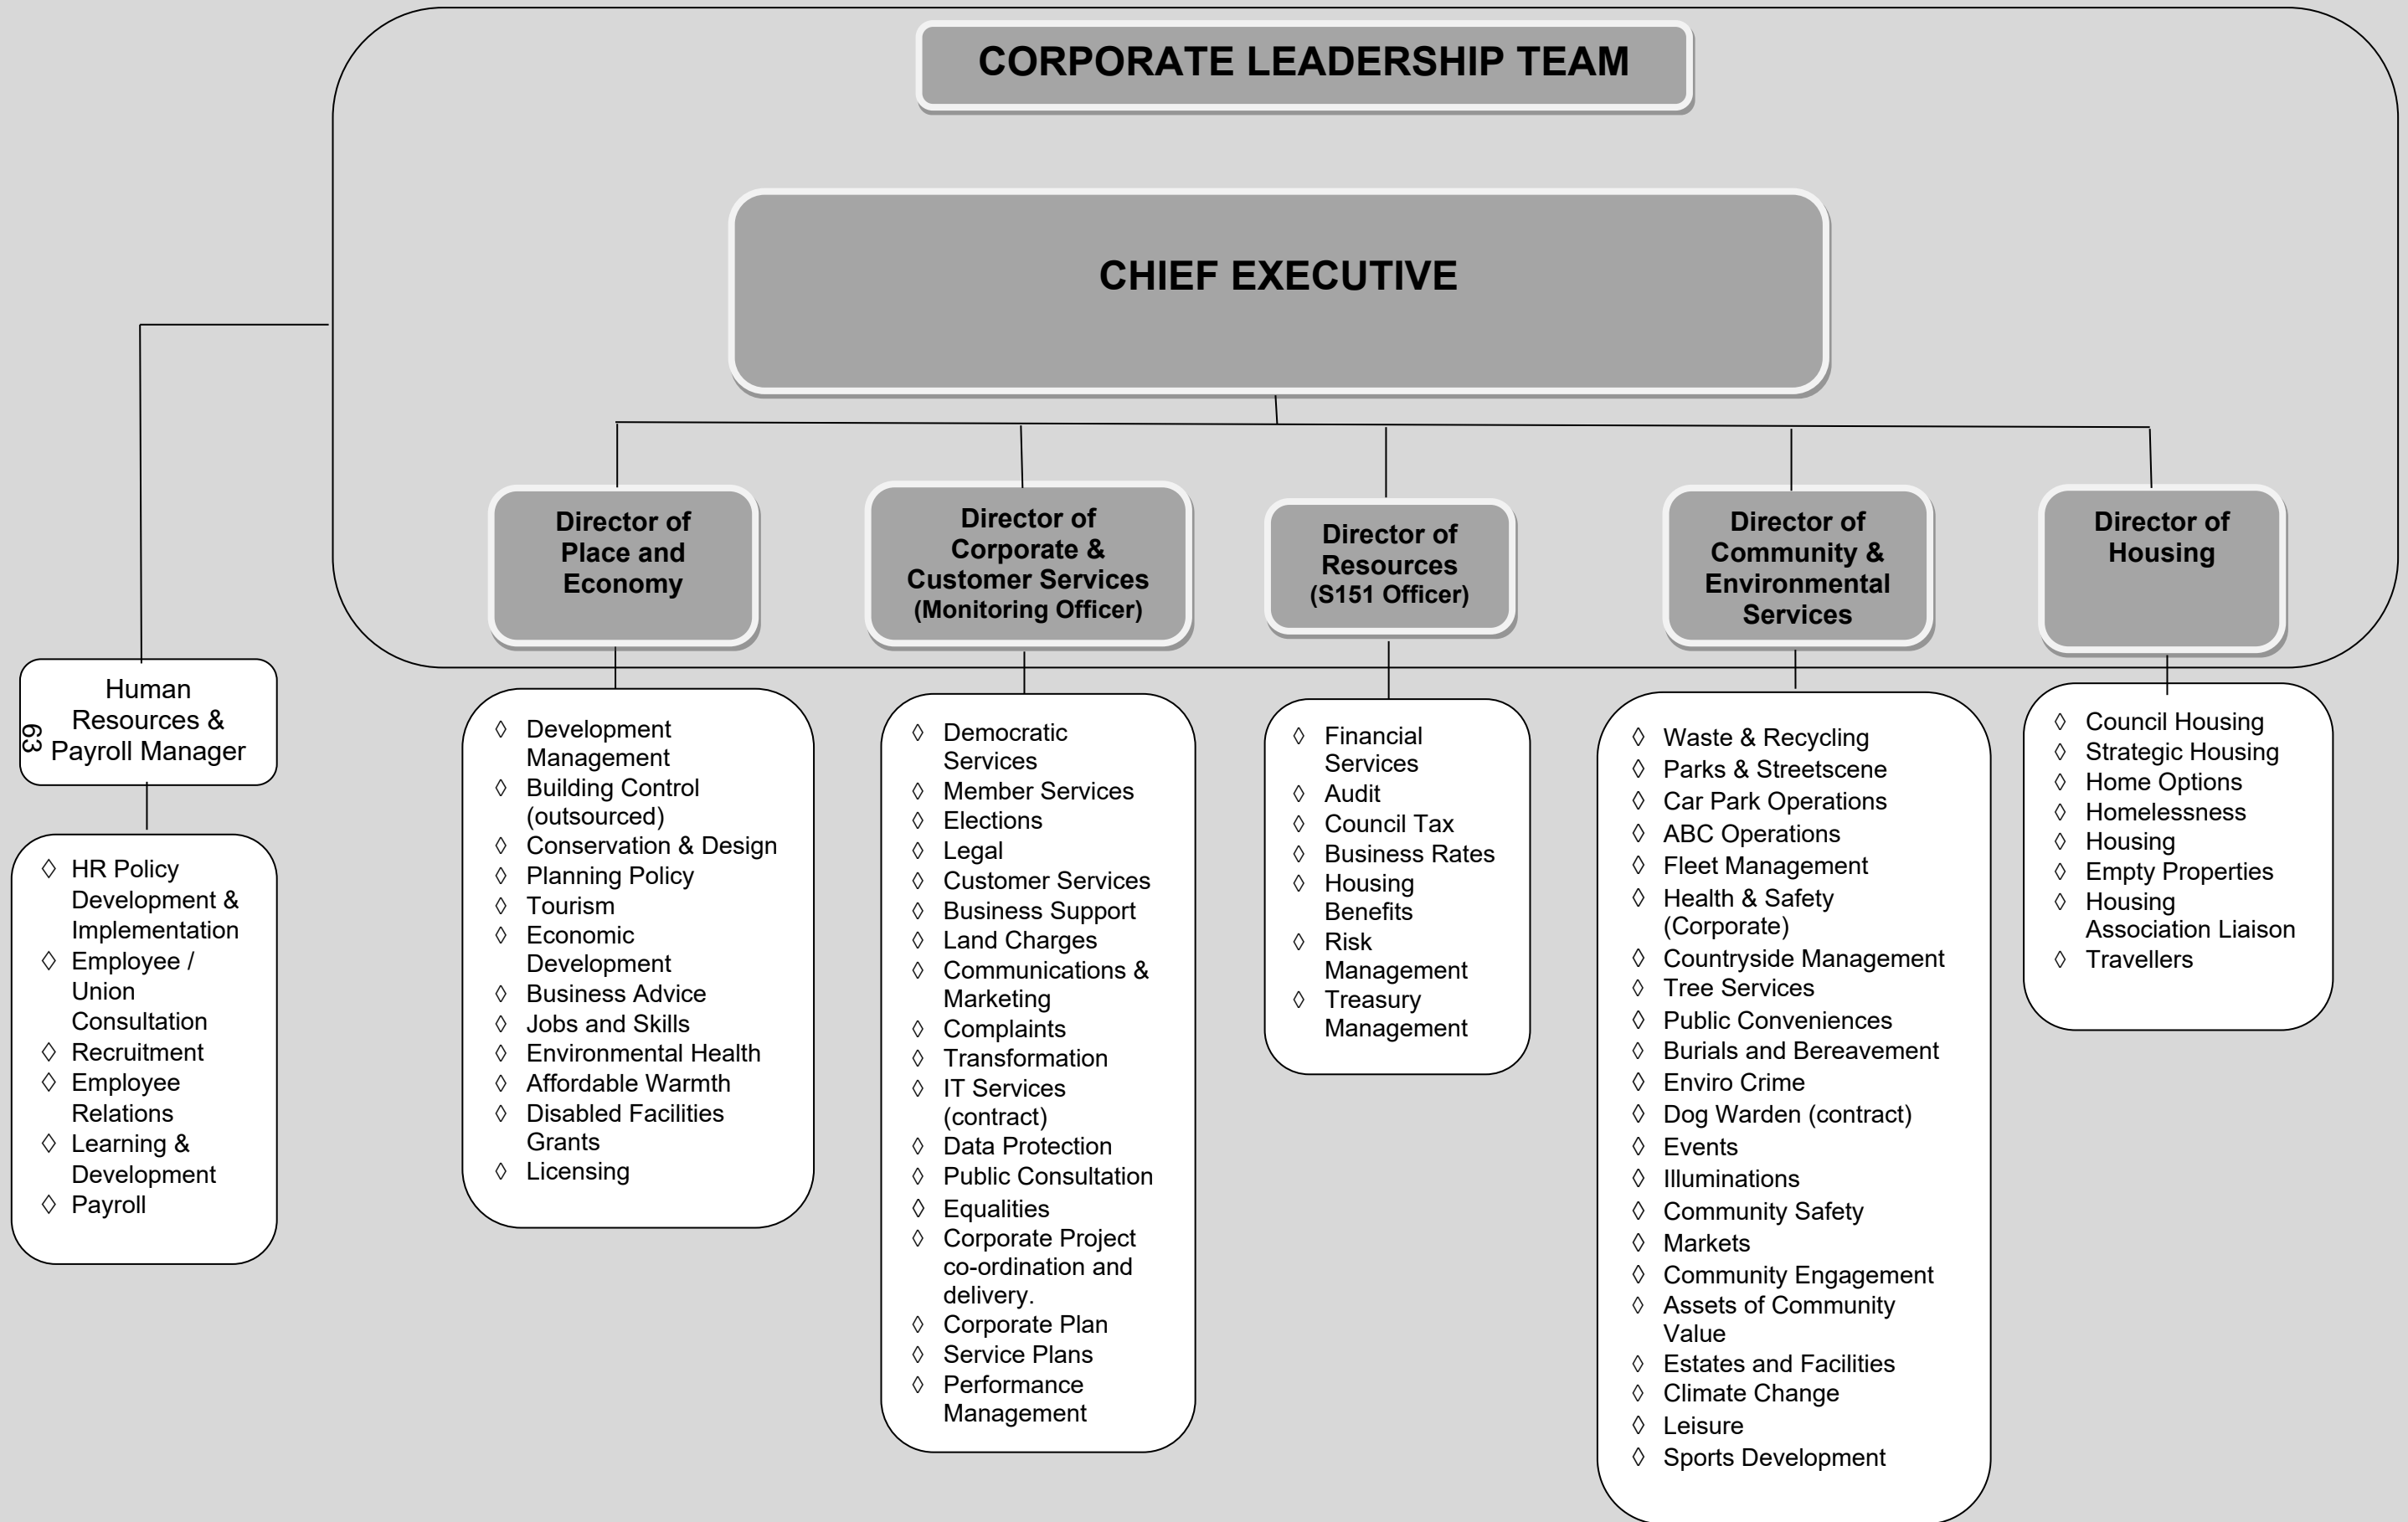 CORPORATE LEADERSHIP TEAM
CHIEF EXECUTIVE
Director of
Place and
Economy
Director of
Corporate &
Customer Services
(Monitoring Officer)
Director of
Resources
(S151 Officer)
Director of
Community &
Environmental
Services
Director of
Housing
Human
Resources &
Payroll Manager
63
◊ HR Policy
Development &
Implementation
◊ Employee /
Union
Consultation
◊ Recruitment
◊ Employee
Relations
◊ Learning &
Development
◊ Payroll
◊ Development
Management
◊ Building Control
(outsourced)
◊ Conservation & Design
◊ Planning Policy
◊ Tourism
◊ Economic
Development
◊ Business Advice
◊ Jobs and Skills
◊ Environmental Health
◊ Affordable Warmth
◊ Disabled Facilities
Grants
◊ Licensing
◊ Democratic
Services
◊ Member Services
◊ Elections
◊ Legal
◊ Customer Services
◊ Business Support
◊ Land Charges
◊ Communications &
Marketing
◊ Complaints
◊ Transformation
◊ IT Services
(contract)
◊ Data Protection
◊ Public Consultation
◊ Equalities
◊ Corporate Project
co-ordination and
delivery.
◊ Corporate Plan
◊ Service Plans
◊ Performance
Management
◊ Financial
Services
◊ Audit
◊ Council Tax
◊ Business Rates
◊ Housing
Benefits
◊ Risk
Management
◊ Treasury
Management
◊ Waste & Recycling
◊ Parks & Streetscene
◊ Car Park Operations
◊ ABC Operations
◊ Fleet Management
◊ Health & Safety
(Corporate)
◊ Countryside Management
◊ Tree Services
◊ Public Conveniences
◊ Burials and Bereavement
◊ Enviro Crime
◊ Dog Warden (contract)
◊ Events
◊ Illuminations
◊ Community Safety
◊ Markets
◊ Community Engagement
◊ Assets of Community
Value
◊ Estates and Facilities
◊ Climate Change
◊ Leisure
◊ Sports Development
◊ Council Housing
◊ Strategic Housing
◊ Home Options
◊ Homelessness
◊ Housing
◊ Empty Properties
◊ Housing
Association Liaison
◊ Travellers